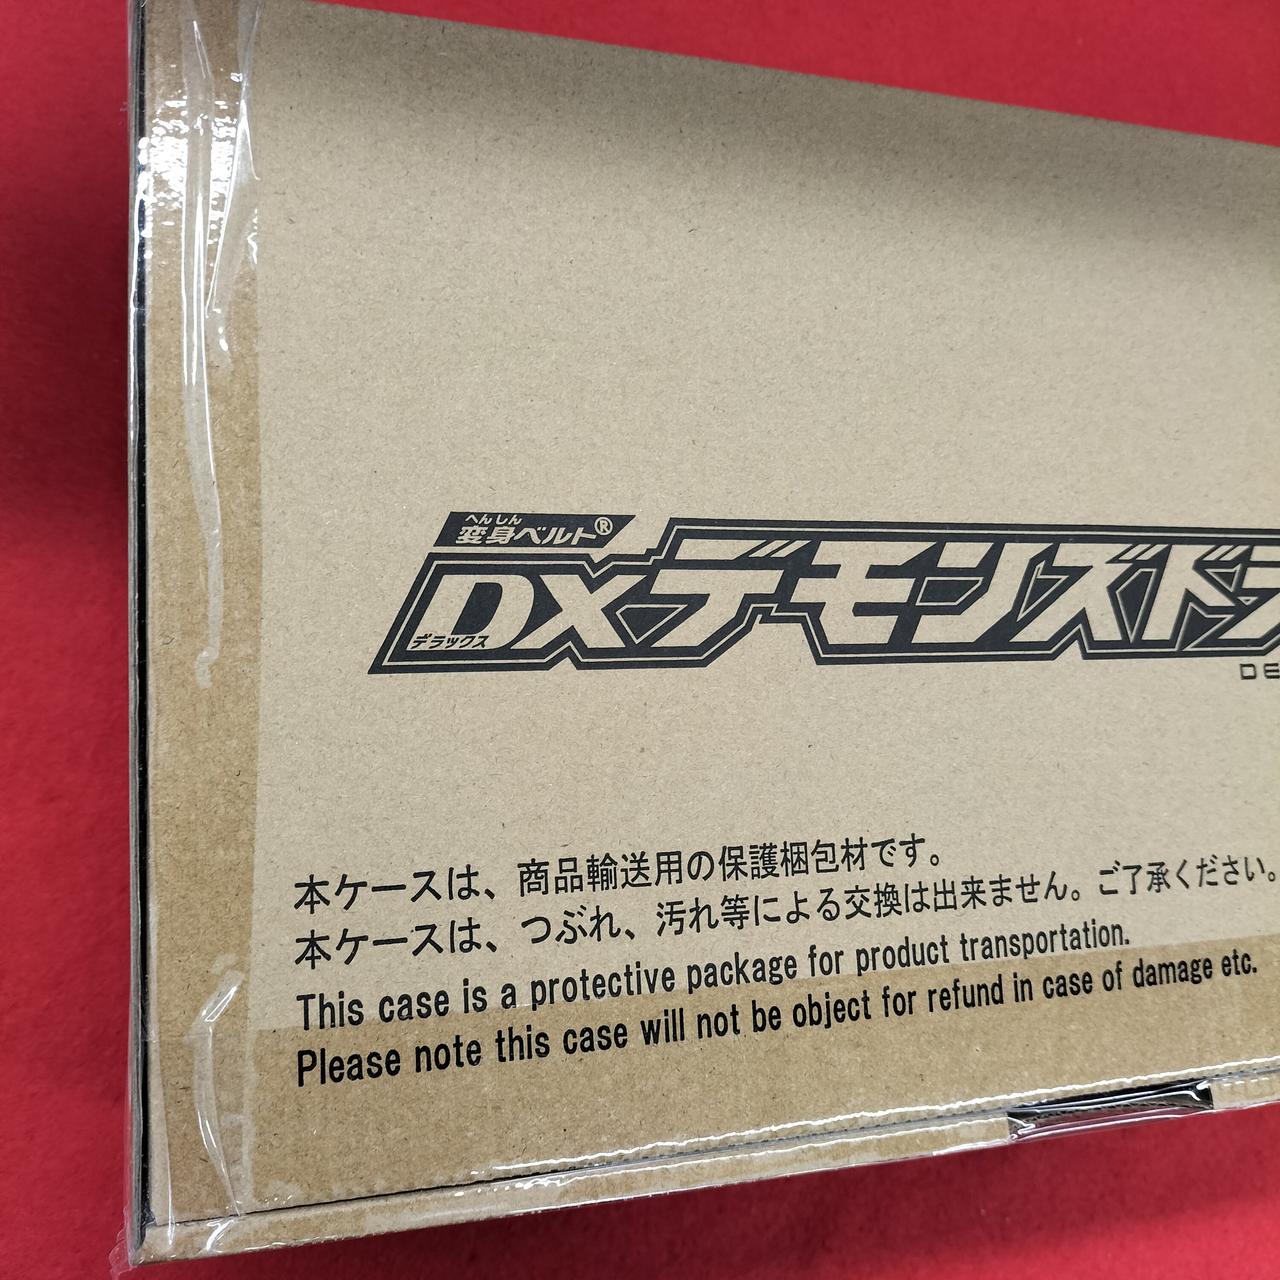 へんしん
変身ベルト®
DXデモンズドラ
デラックス
DE
本ケースは、商品輸送用の保護梱包材です。
本ケースは、つぶれ、汚れ等による交換は出来ません。ご了承ください。
This case is a protective package for product transportation.
Please note this case will not be object for refund in case of damage etc.